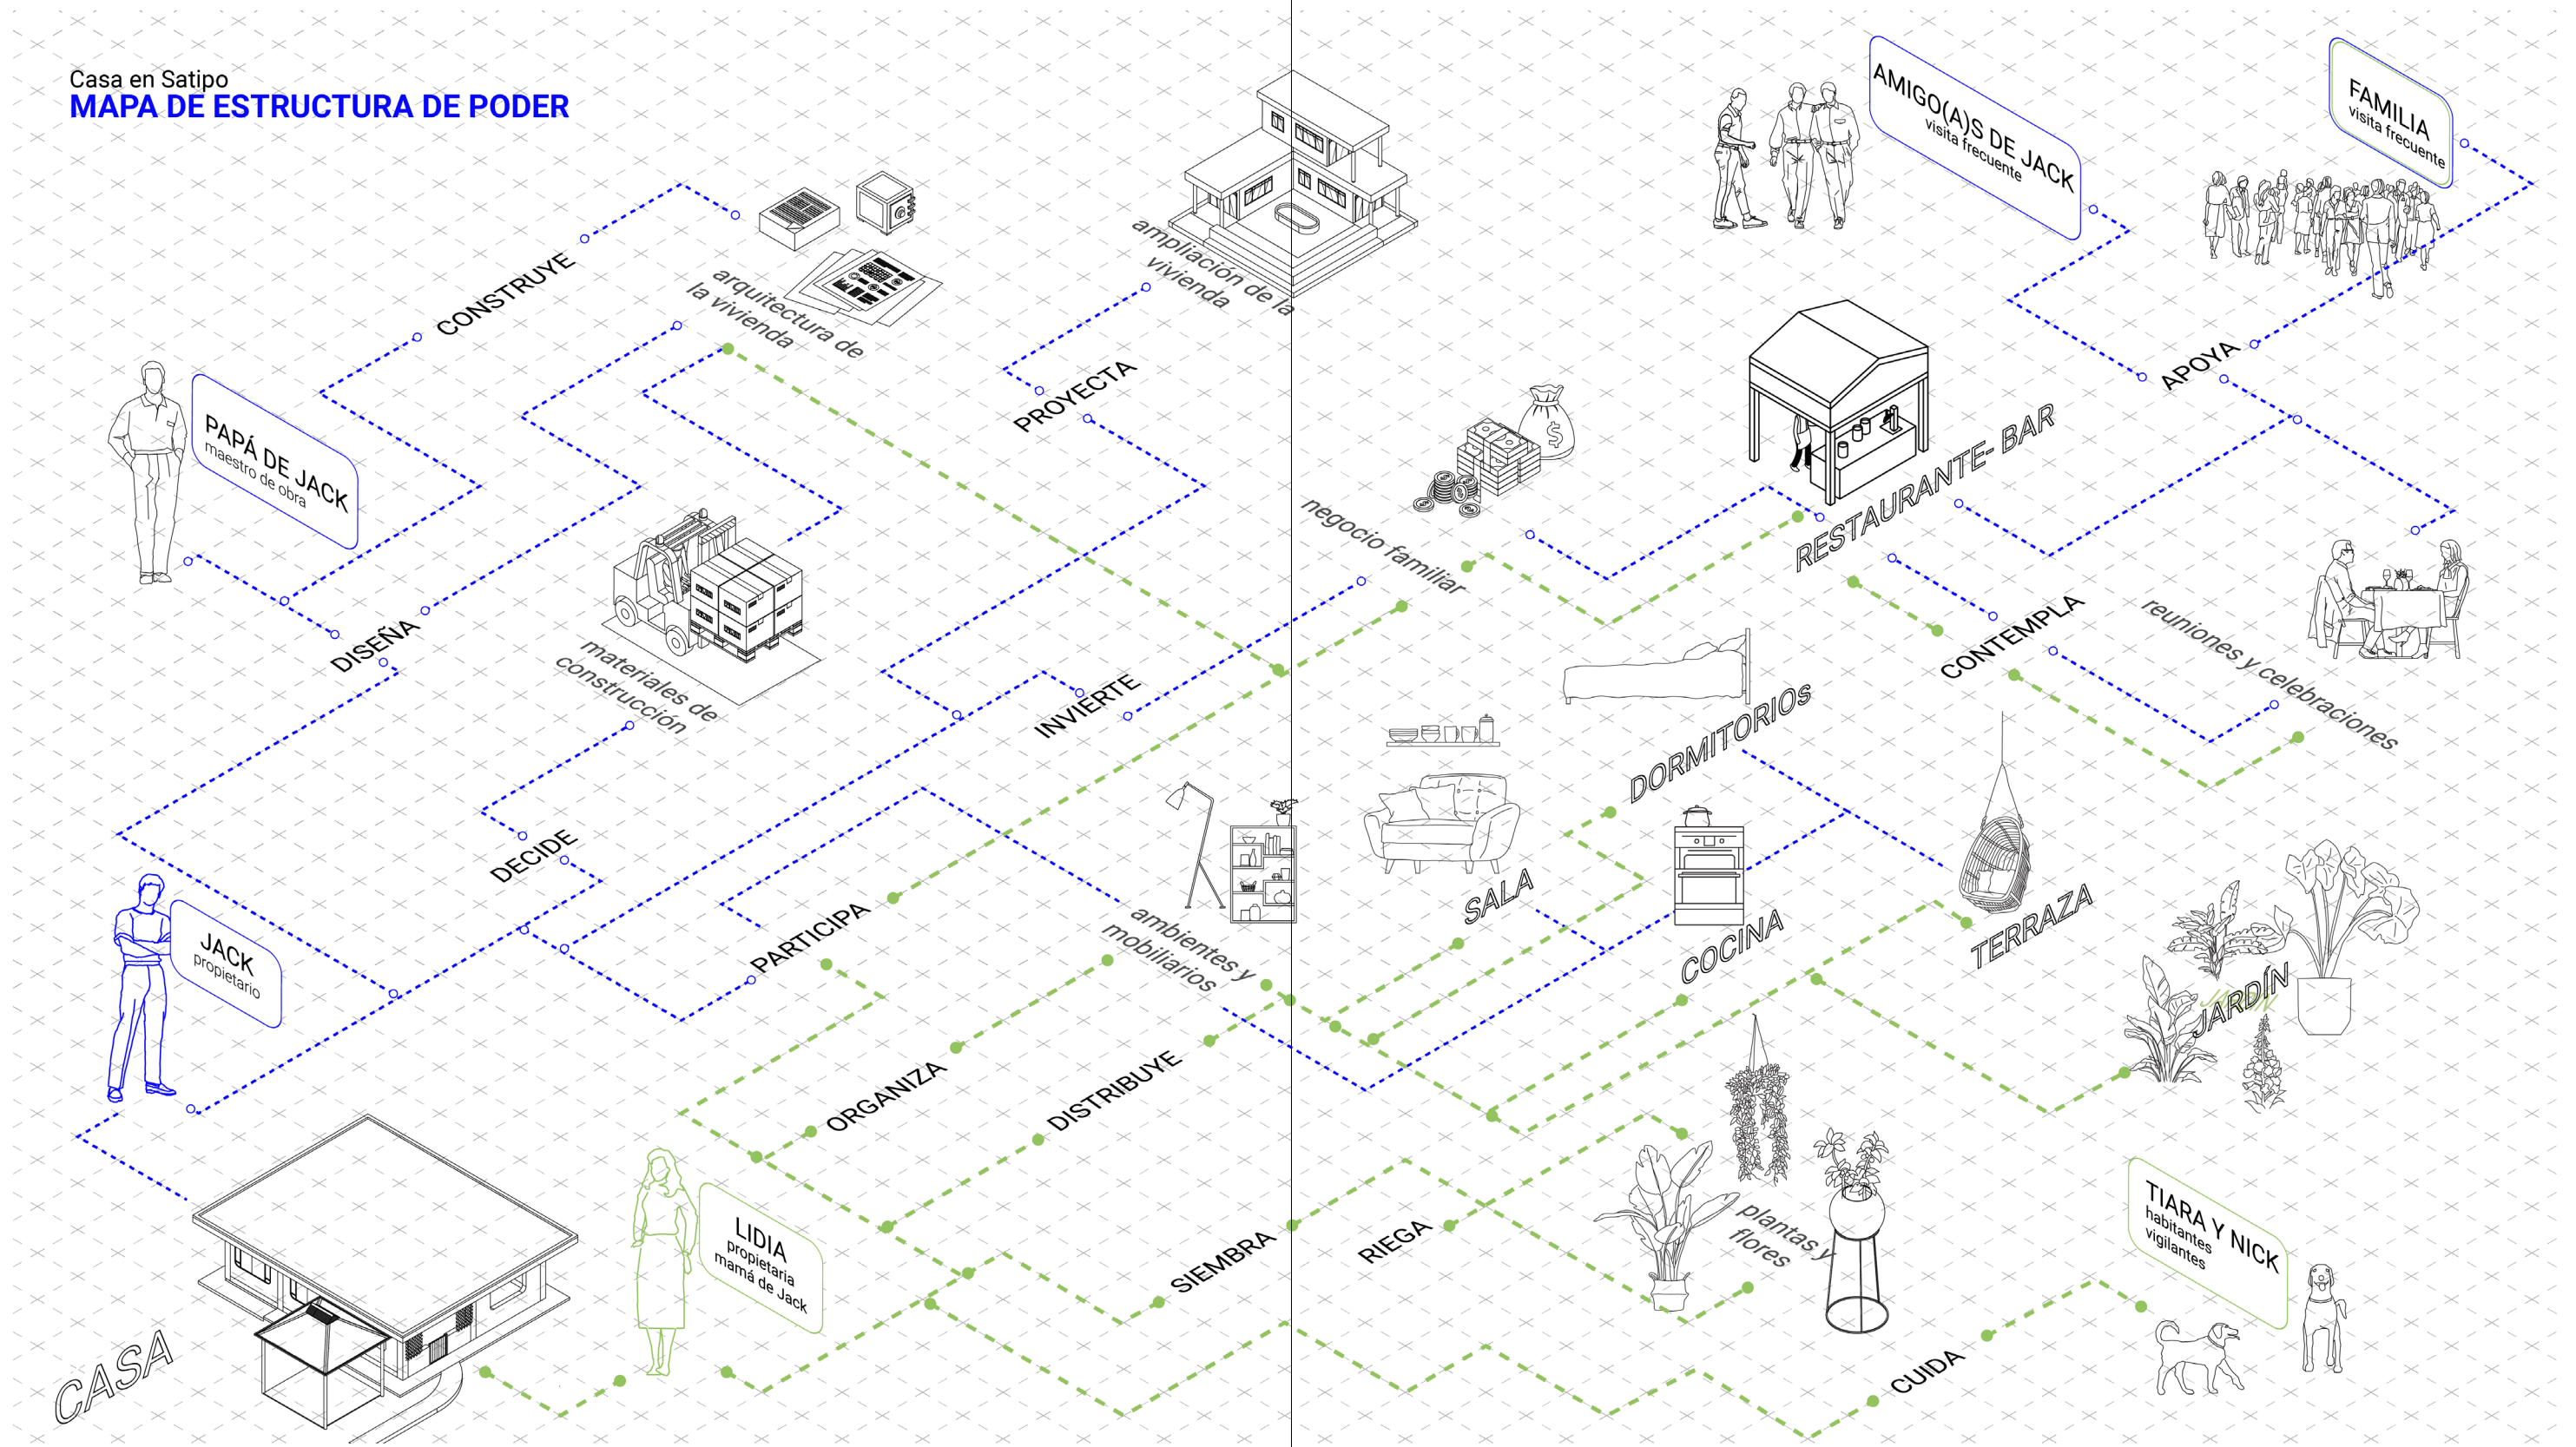 Casa en Satipo
MAPA DE ESTRUCTURA DE PODER
AMIGO(A)S DE JACK
visita frecuente
FAMILIA
visita frecuente
CONSTRUYE
arquitectura de
la vivienda
ampliación de la
vivienda
PROYECTA
APOYA
PAPÁ DE JACK
maestro de obra
$
negocio familiar
RESTAURANTE- BAR
DISEÑA
materiales de
construcción
INVIERTE
CONTEMPLA
reuniones y celebraciones
DORMITORIOS
DECIDE
SALA
COCINA
TERRAZA
JARDÍN
JACK
propietario
PARTICIPA
ambientes y
mobiliarios
ORGANIZA
DISTRIBUYE
LIDIA
propietaria
mamá de Jack
SIEMBRA
RIEGA
plantas y
flores
TIARA Y NICK
habitantes
vigilantes
CUIDA
CASA